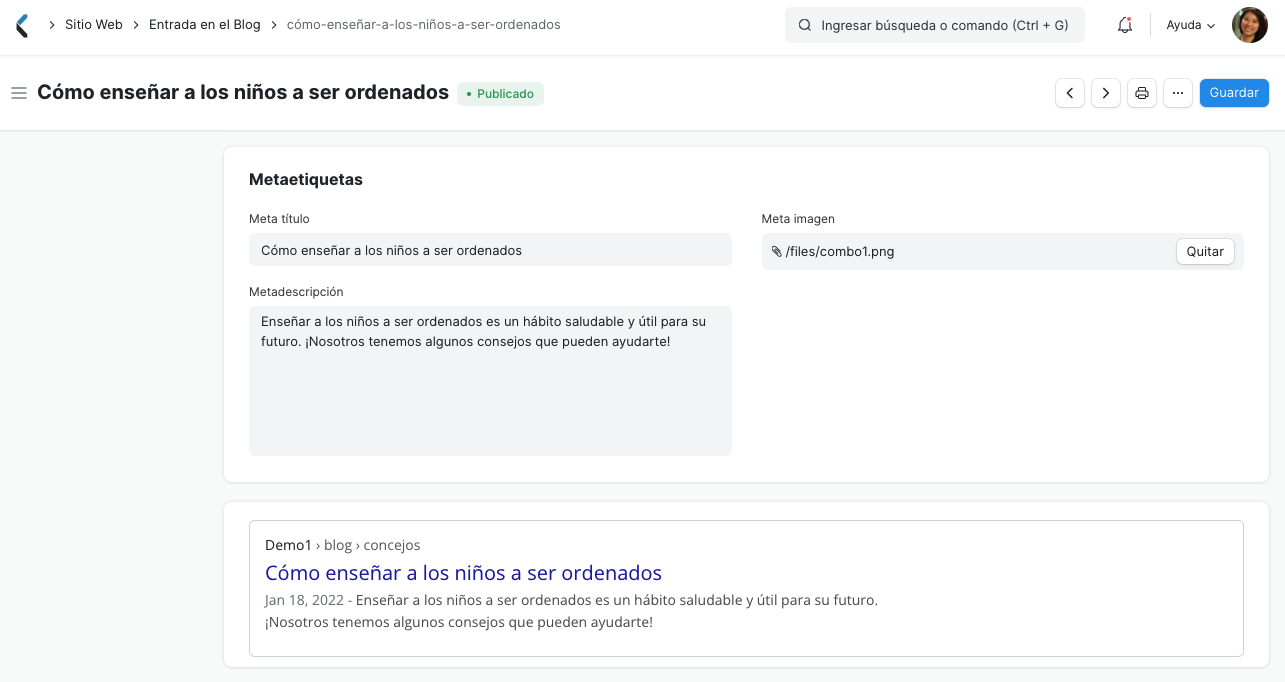 Sitio Web
Entrada en el Blog
cómo-enseñar-a-los-niños-a-ser-ordenados
Ingresar búsqueda o comando (Ctrl + G)
Ayuda
Cómo enseñar a los niños a ser ordenados
• Publicado
Guardar
Metaetiquetas
Meta título
Cómo enseñar a los niños a ser ordenados
Meta imagen
/files/combo1.png
Quitar
Metadescripción
Enseñar a los niños a ser ordenados es un hábito saludable y útil para su
futuro. ¡Nosotros tenemos algunos consejos que pueden ayudarte!
Demo1 › blog › concejos
Cómo enseñar a los niños a ser ordenados
Jan 18, 2022 - Enseñar a los niños a ser ordenados es un hábito saludable y útil para su futuro.
¡Nosotros tenemos algunos consejos que pueden ayudarte!